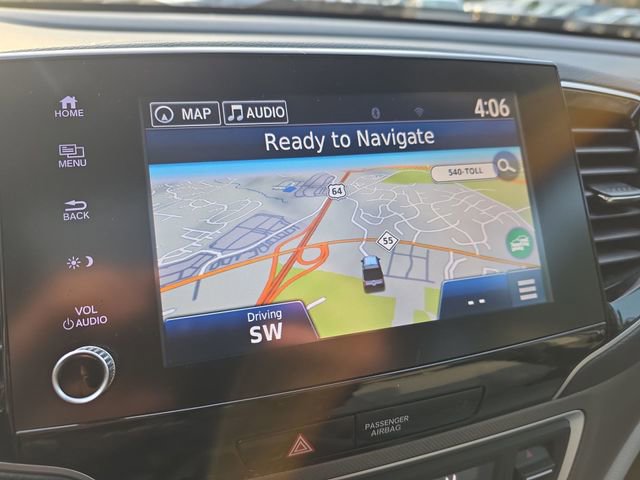 HOME
MENU
BACK
VOL
AUDIO
MAP
AUDIO
4:06
Ready to Navigate
540-TOLL
64
55
Driving
SW
--
PASSENGER
AIRBAG